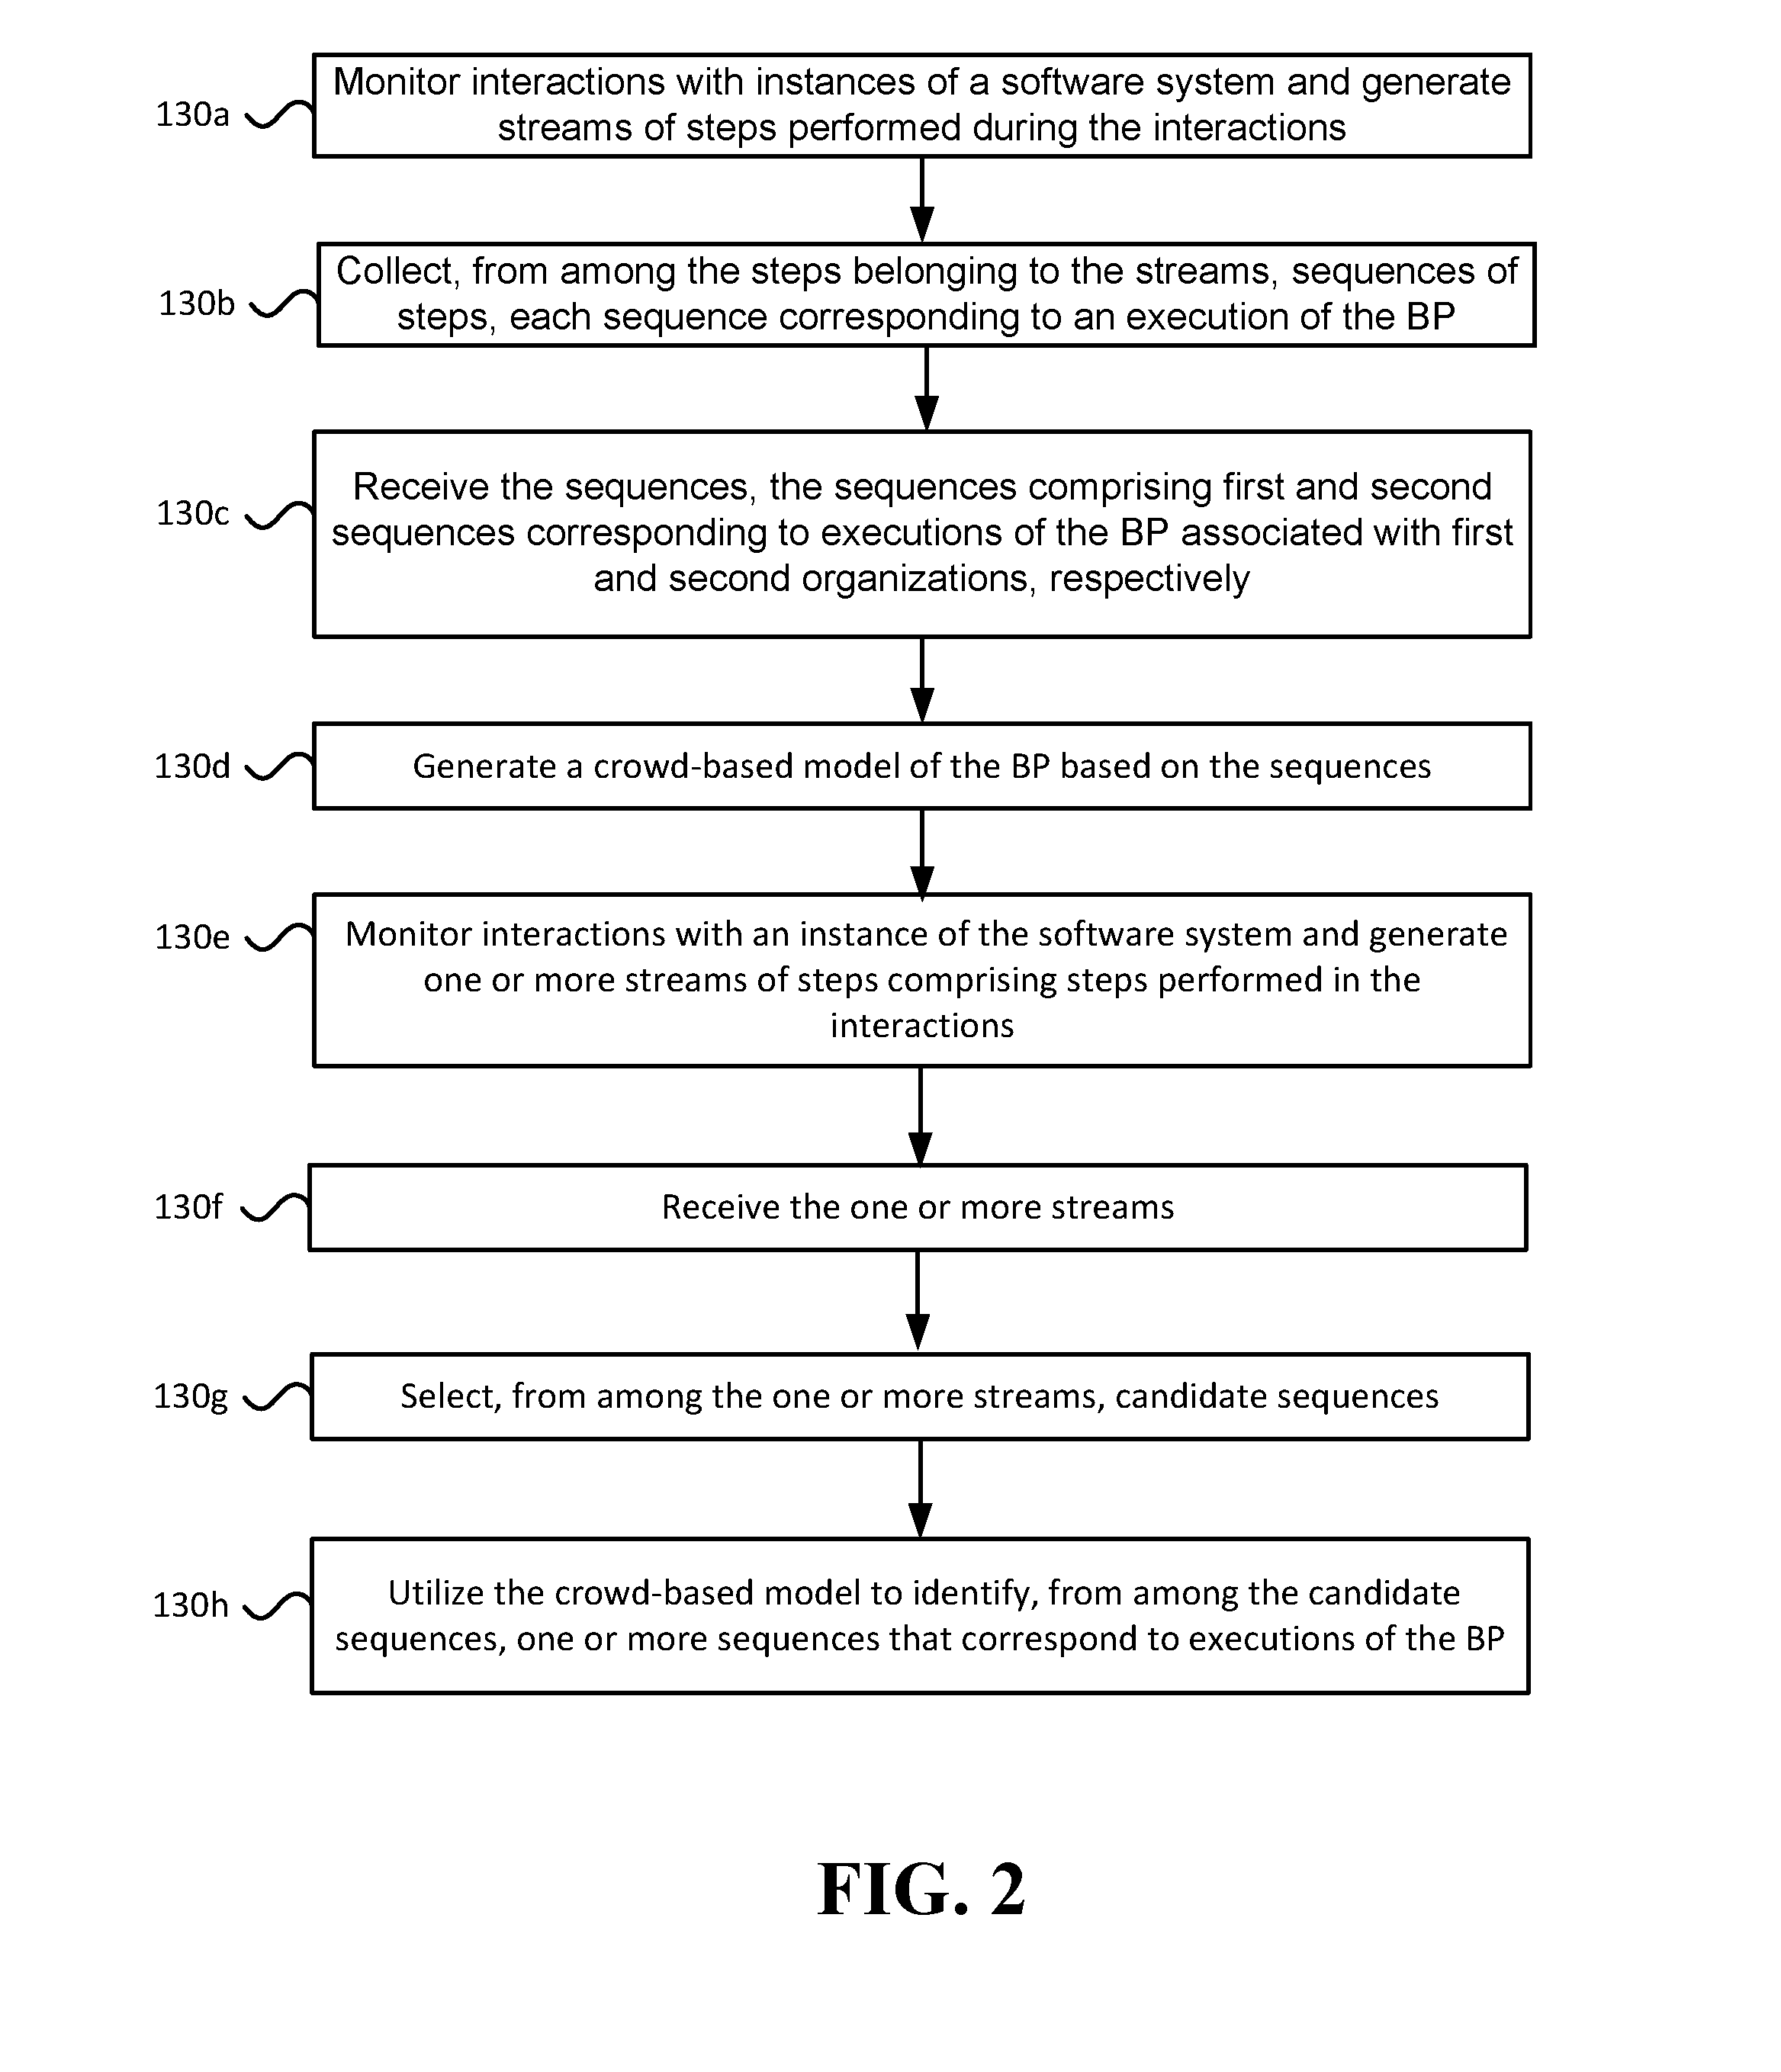 130a
Monitor interactions with instances of a software system and generate
streams of steps performed during the interactions
130b
Collect, from among the steps belonging to the streams, sequences of
steps, each sequence corresponding to an execution of the BP
130c
Receive the sequences, the sequences comprising first and second
sequences corresponding to executions of the BP associated with first
and second organizations, respectively
130d
Generate a crowd-based model of the BP based on the sequences
130e
Monitor interactions with an instance of the software system and generate
one or more streams of steps comprising steps performed in the
interactions
130f
Receive the one or more streams
130g
Select, from among the one or more streams, candidate sequences
130h
Utilize the crowd-based model to identify, from among the candidate
sequences, one or more sequences that correspond to executions of the BP
FIG. 2